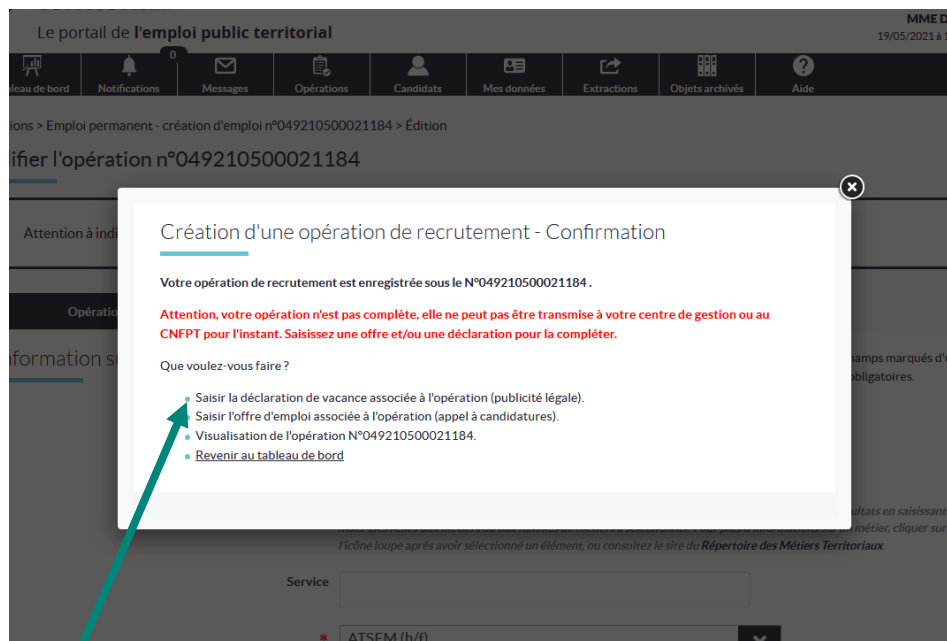 Le portail de l'emploi public territorial
MME D
19/05/2021 à 1
0
leau de bord Notifications Messages Opérations Candidats Mes données Extractions Objets archivés Aide
ions > Emploi permanent - création d'emploi n°049210500021184 > Édition
ifier l'opération n°049210500021184
Attention à indi
Création d'une opération de recrutement - Confirmation
Votre opération de recrutement est enregistrée sous le N°049210500021184 .
Attention, votre opération n'est pas complète, elle ne peut pas être transmise à votre centre de gestion ou au
CNFPT pour l'instant. Saisissez une offre et/ou une déclaration pour la compléter.
Opératio
nformation su
hamps marqués d'u
obligatoires.
Que voulez-vous faire ?
Saisir la déclaration de vacance associée à l'opération (publicité légale).
Saisir l'offre d'emploi associée à l'opération (appel à candidatures).
Visualisation de l'opération N°049210500021184.
Revenir au tableau de bord
ultats en saisissant
métier, cliquer sur
l'icône loupe après avoir sélectionné un élément, ou consultez le site du Répertoire des Métiers Territoriaux.
Service
* ATSEM (h/f)